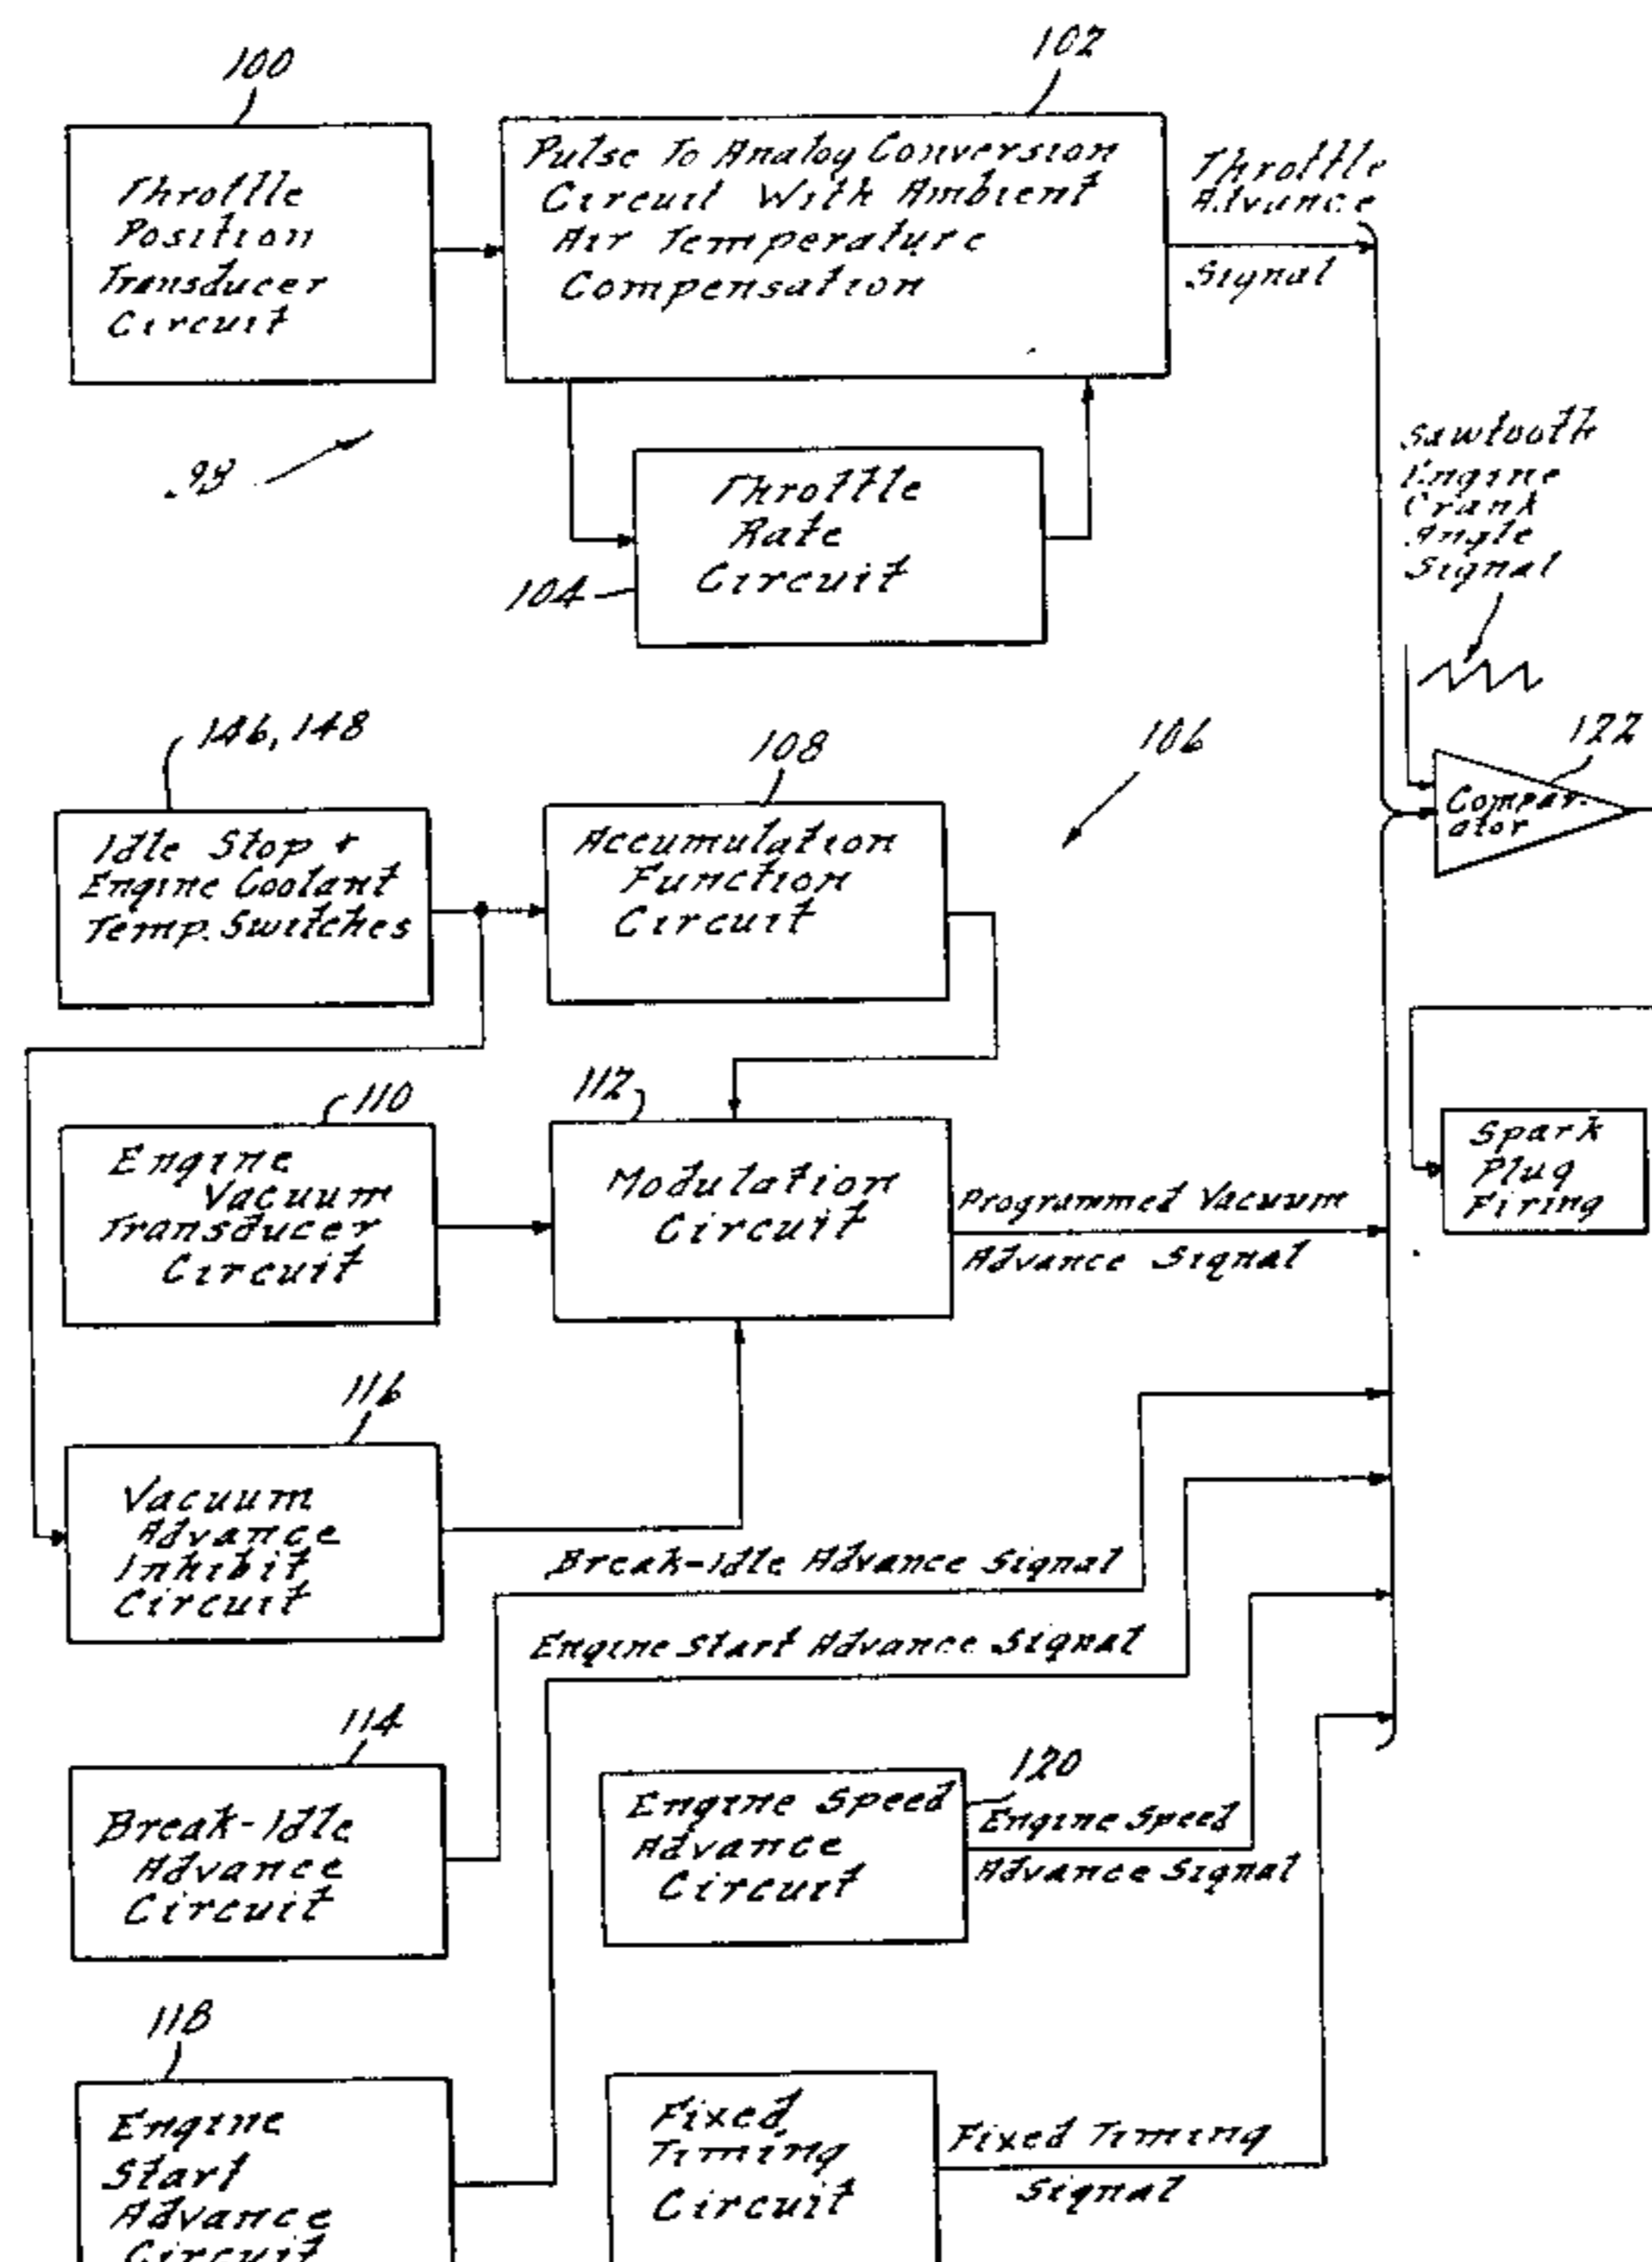 100
102
Throttle
Position
Transducer
Circuit
Pulse To Analog Conversion
Circuit With Ambient
Air Temperature
Compensation
Throttle
Advance
Signal
98
Throttle
Rate
Circuit
104
Sawtooth
Engine
Crank
Angle
Signal
146, 148
108
106
122
Idle Stop +
Engine Coolant
Temp. Switches
Accumulation
Function
Circuit
Compar-
ator
110
112
Engine
Vacuum
Transducer
Circuit
Modulation
Circuit
Programmed Vacuum
Advance Signal
Spark
Plug
Firing
116
Vacuum
Advance
Inhibit
Circuit
Break-Idle Advance Signal
Engine Start Advance Signal
114
Break-Idle
Advance
Circuit
120
Engine Speed
Advance
Circuit
Engine Speed
Advance Signal
118
Engine
Start
Advance
Circuit
Fixed
Timing
Circuit
Fixed Timing
Signal